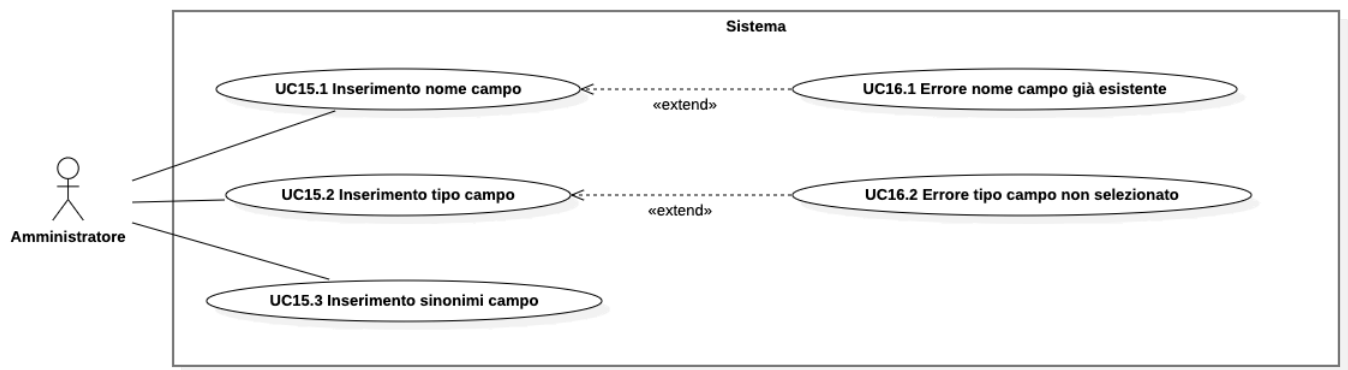 Sistema
UC15.1 Inserimento nome campo
UC16.1 Errore nome campo già esistente
«extend»
UC15.2 Inserimento tipo campo
UC16.2 Errore tipo campo non selezionato
«extend»
Amministratore
UC15.3 Inserimento sinonimi campo